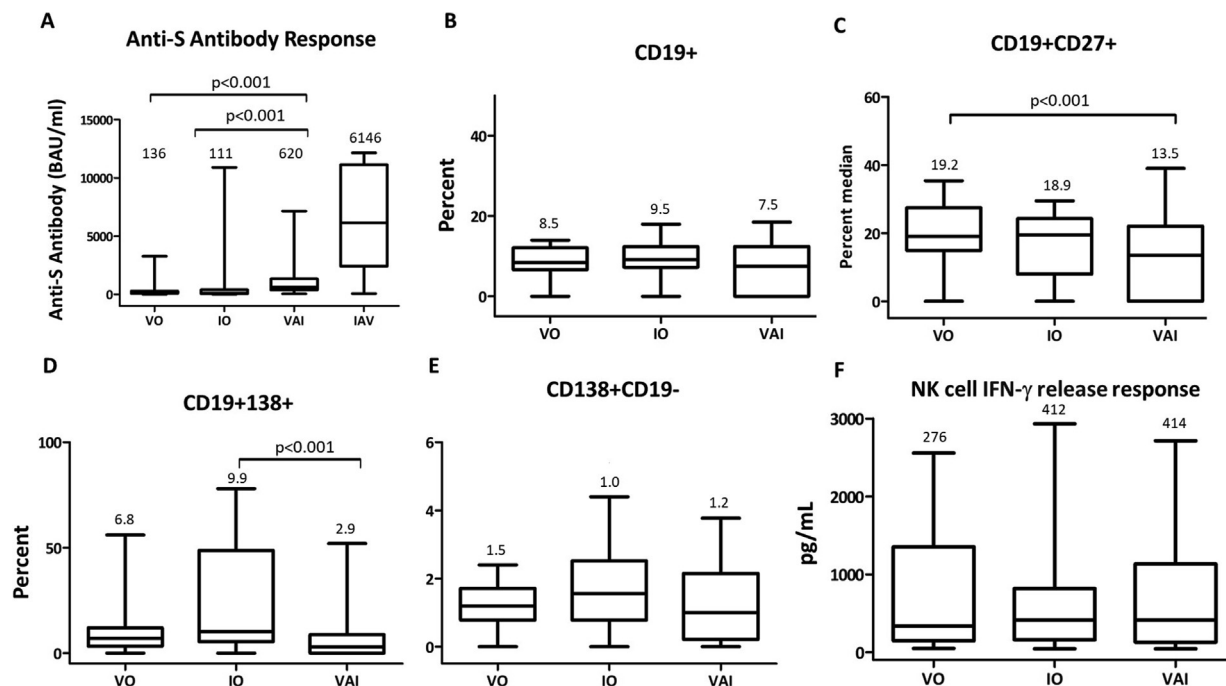 A
Anti-S Antibody Response
p<0.001
p<0.001
Anti-S Antibody (BAU/ml)
15000
10000
5000
0
136
111
620
6146
VO
IO
VAI
IAV
B
CD19+
Percent
40
20
0
8.5
9.5
7.5
VO
IO
VAI
C
CD19+CD27+
p<0.001
Percent median
60
40
20
0
19.2
18.9
13.5
VO
IO
VAI
D
CD19+138+
p<0.001
Percent
100
50
0
6.8
9.9
2.9
VO
IO
VAI
E
CD138+CD19-
6
4
2
0
1.5
1.0
1.2
VO
IO
VAI
F
NK cell IFN-γ release response
pg/mL
3000
2000
1000
0
276
412
414
VO
IO
VAI